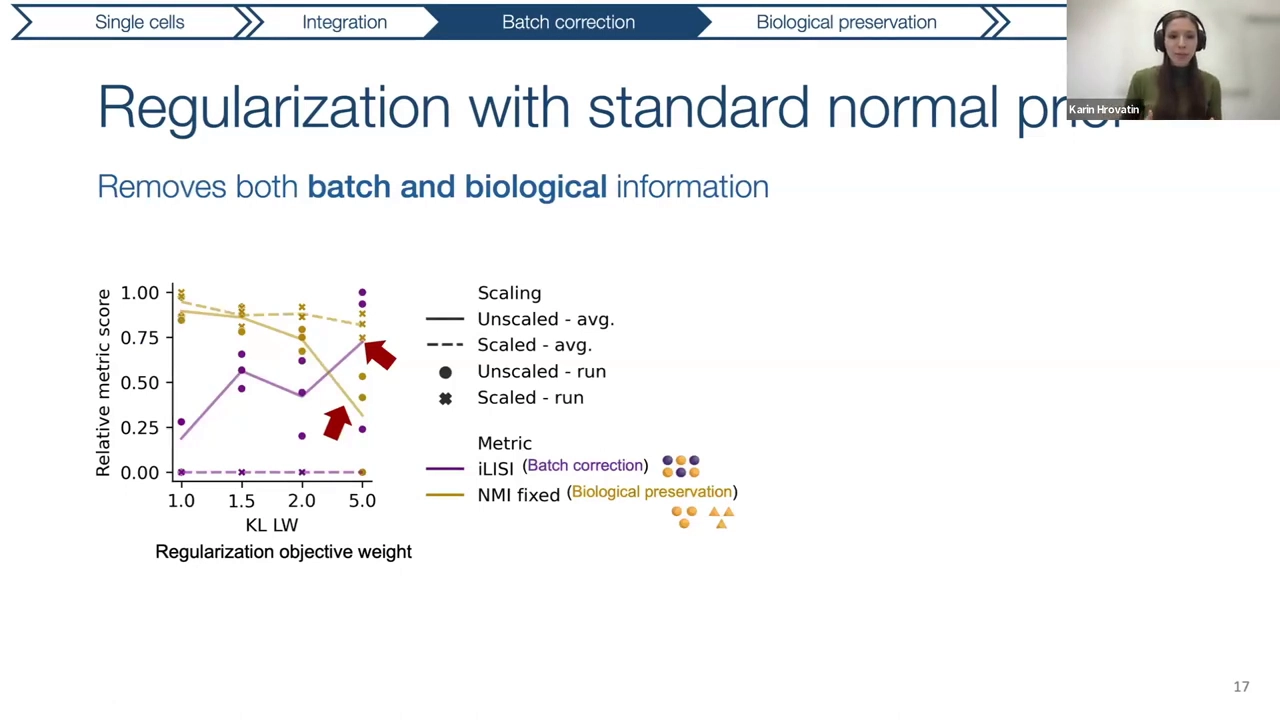 Single cells
Integration
Batch correction
Biological preservation
Karin Hrovatin
Regularization with standard normal prior
Removes both batch and biological information
Relative metric score
1.00
0.75
0.50
0.25
0.00
1.0 1.5 2.0 5.0
KL LW
Regularization objective weight
Scaling
Unscaled - avg.
Scaled - avg.
Unscaled - run
Scaled - run
Metric
iLISI (Batch correction)
NMI fixed (Biological preservation)
17